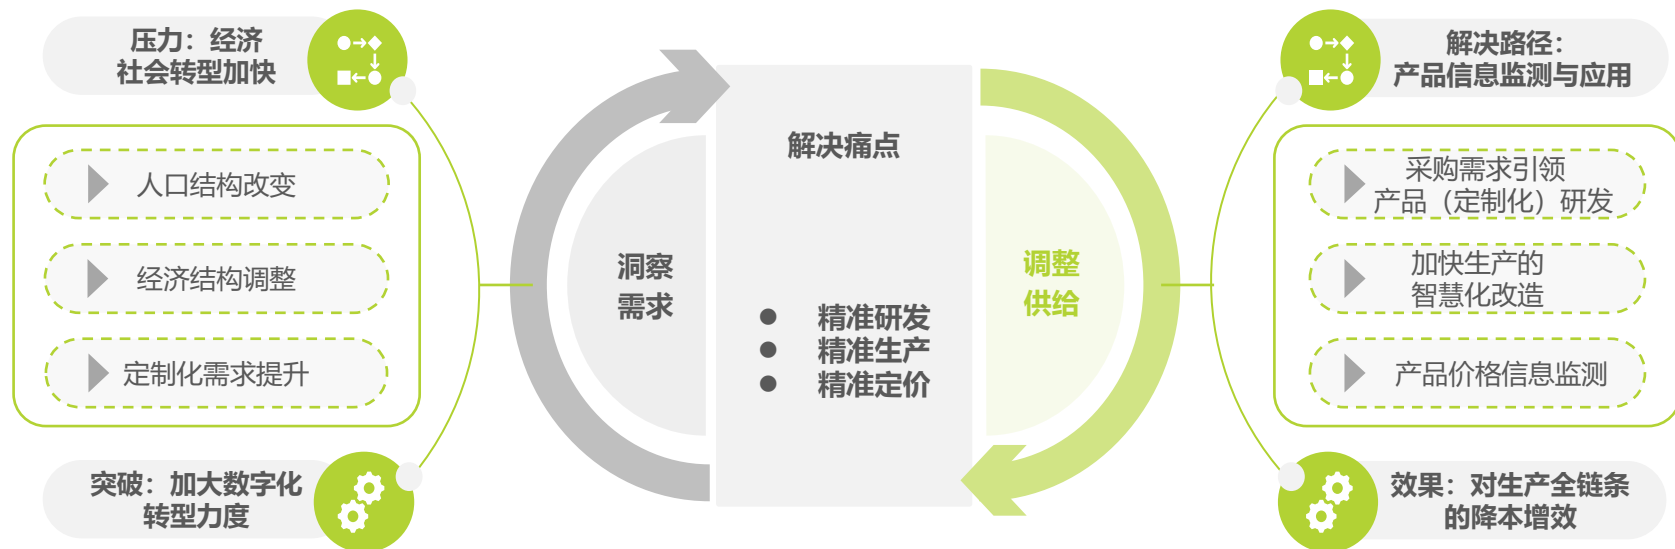 压力：经济
社会转型加快
人口结构改变
经济结构调整
定制化需求提升
突破：加大数字化
转型力度
洞察
需求
解决痛点
● 精准研发
● 精准生产
● 精准定价
调整
供给
解决路径：
产品信息监测与应用
采购需求引领
产品（定制化）研发
加快生产的
智慧化改造
产品价格信息监测
效果：对生产全链条
的降本增效